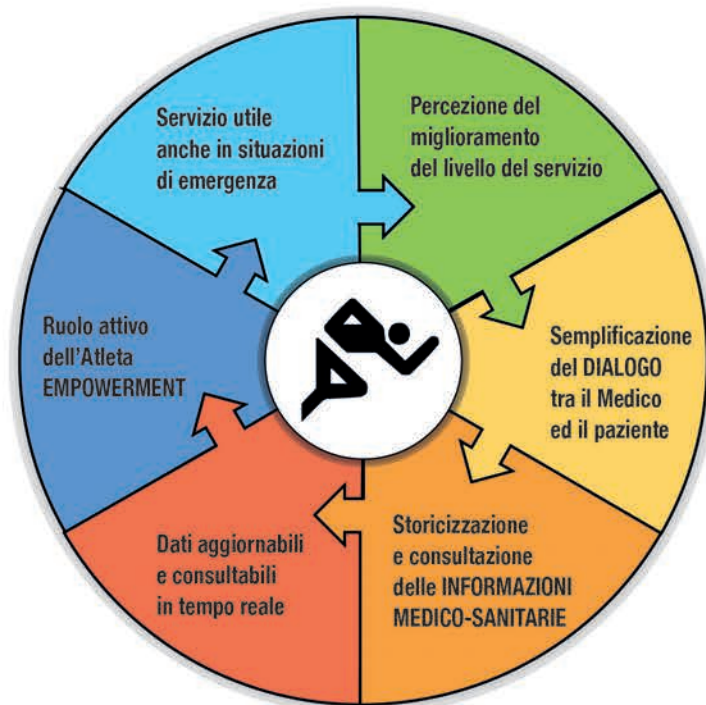 Servizio utile
anche in situazioni
di emergenza
Percezione del
miglioramento
del livello del servizio
Semplificazione
del DIALOGO
tra il Medico
ed il paziente
Storicizzazione
e consultazione
delle INFORMAZIONI
MEDICO-SANITARIE
Dati aggiornabili
e consultabili
in tempo reale
Ruolo attivo
dell'Atleta
EMPOWERMENT